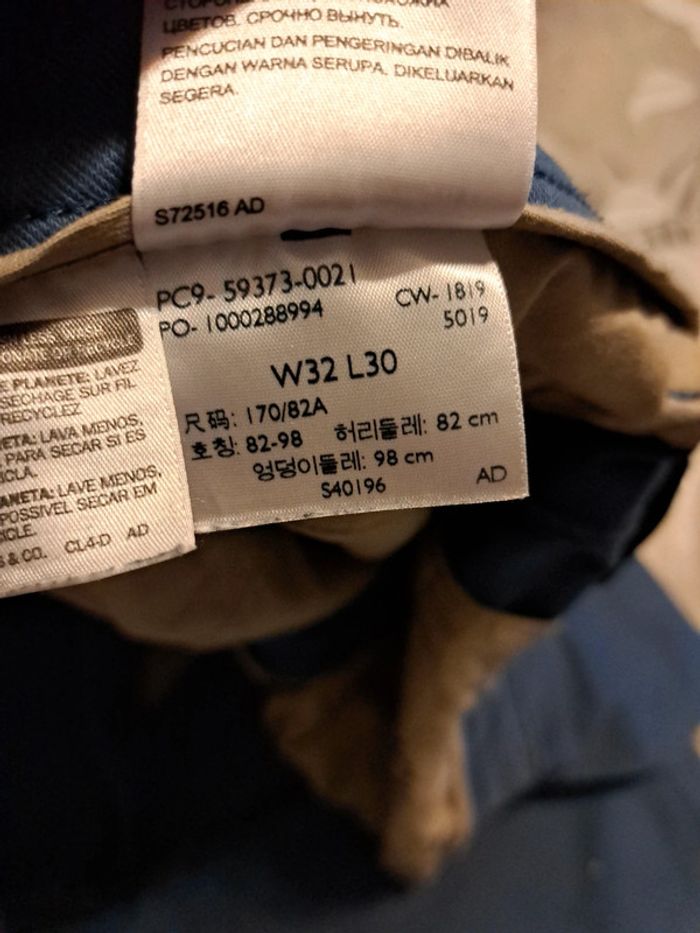 ЦВЕТОВ. СРОЧНО ВЫНУТЬ.
PENCUCIAN DAN PENGERINGAN DIBALIK
DENGAN WARNA SERUPA. DIKELUARKAN
SEGERA.
S72516 AD
PC9- 59373-0021
PO- 1000288994
CW- 1819
5019
W32 L30
尺码: 170/82A
호칭: 82-98
허리둘레: 82 cm
엉덩이둘레: 98 cm
S40196
AD
E PLANETE: LAVEZ
SECHAGE SUR FIL
RECYCLEZ
ETA: LAVA MENOS,
PARA SECAR SI ES
ICLA.
ANETA: LAVE MENOS,
POSSIVEL SECAR EM
ICLE.
S & CO. CL4-D AD